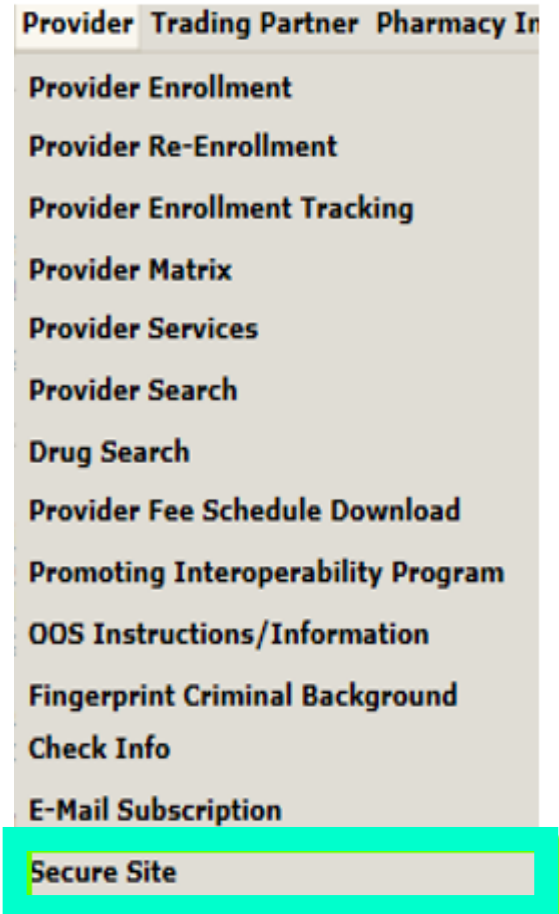 Provider Trading Partner Pharmacy In
Provider Enrollment
Provider Re-Enrollment
Provider Enrollment Tracking
Provider Matrix
Provider Services
Provider Search
Drug Search
Provider Fee Schedule Download
Promoting Interoperability Program
OOS Instructions/Information
Fingerprint Criminal Background
Check Info
E-Mail Subscription
Secure Site